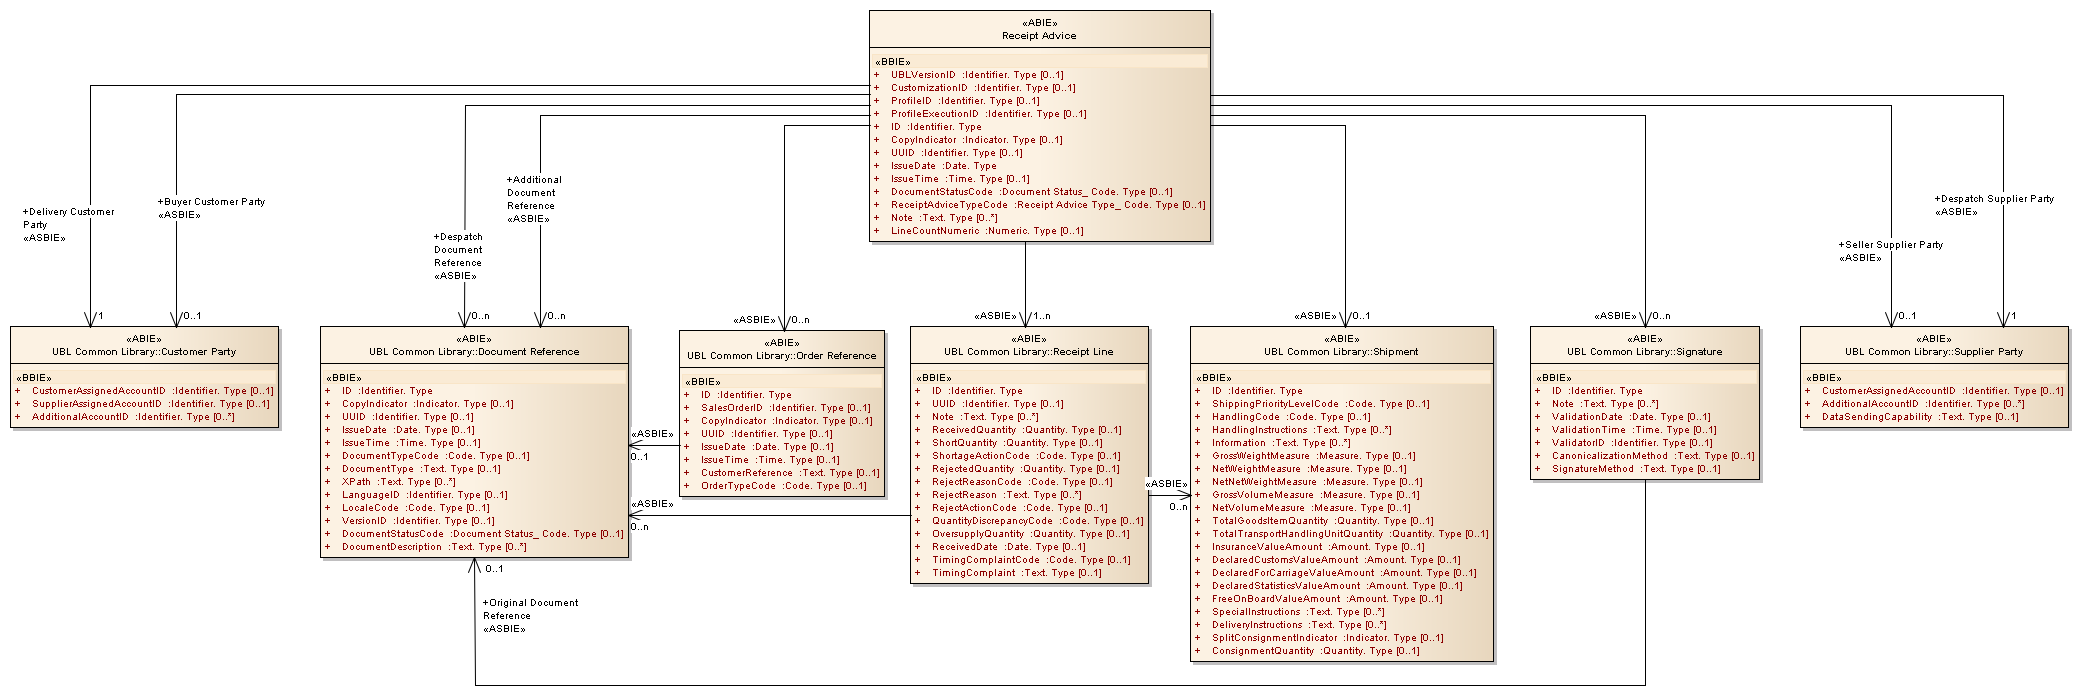 «ABIE»
Receipt Advice
«BBIE»
+ UBLVersionID :Identifier. Type [0..1]
+ CustomizationID :Identifier. Type [0..1]
+ ProfileID :Identifier. Type [0..1]
+ ProfileExecutionID :Identifier. Type [0..1]
+ ID :Identifier. Type
+ CopyIndicator :Indicator. Type [0..1]
+ UUID :Identifier. Type [0..1]
+ IssueDate :Date. Type
+ IssueTime :Time. Type [0..1]
+ DocumentStatusCode :Document Status_ Code. Type [0..1]
+ ReceiptAdviceTypeCode :Receipt Advice Type_ Code. Type [0..1]
+ Note :Text. Type [0..*]
+ LineCountNumeric :Numeric. Type [0..1]
+Delivery Customer
Party
«ASBIE»
1
+Buyer Customer Party
«ASBIE»
0..1
+Despatch
Document
Reference
«ASBIE»
0..n
+Additional
Document
Reference
«ASBIE»
0..n
«ASBIE»
0..n
«ASBIE»
1..n
«ASBIE»
0..1
«ASBIE»
0..n
+Seller Supplier Party
«ASBIE»
0..1
+Despatch Supplier Party
«ASBIE»
1
«ABIE»
UBL Common Library::Customer Party
«BBIE»
+ CustomerAssignedAccountID :Identifier. Type [0..1]
+ SupplierAssignedAccountID :Identifier. Type [0..1]
+ AdditionalAccountID :Identifier. Type [0..*]
«ABIE»
UBL Common Library::Document Reference
«BBIE»
+ ID :Identifier. Type
+ CopyIndicator :Indicator. Type [0..1]
+ UUID :Identifier. Type [0..1]
+ IssueDate :Date. Type [0..1]
+ IssueTime :Time. Type [0..1]
+ DocumentTypeCode :Code. Type [0..1]
+ DocumentType :Text. Type [0..1]
+ XPath :Text. Type [0..*]
+ LanguageID :Identifier. Type [0..1]
+ LocaleCode :Code. Type [0..1]
+ VersionID :Identifier. Type [0..1]
+ DocumentStatusCode :Document Status_ Code. Type [0..1]
+ DocumentDescription :Text. Type [0..*]
«ABIE»
UBL Common Library::Order Reference
«BBIE»
+ ID :Identifier. Type
+ SalesOrderID :Identifier. Type [0..1]
+ CopyIndicator :Indicator. Type [0..1]
+ UUID :Identifier. Type [0..1]
+ IssueDate :Date. Type [0..1]
+ IssueTime :Time. Type [0..1]
+ CustomerReference :Text. Type [0..1]
+ OrderTypeCode :Code. Type [0..1]
«ASBIE»
0..1
«ASBIE»
0..n
«ABIE»
UBL Common Library::Receipt Line
«BBIE»
+ ID :Identifier. Type
+ UUID :Identifier. Type [0..1]
+ Note :Text. Type [0..*]
+ ReceivedQuantity :Quantity. Type [0..1]
+ ShortQuantity :Quantity. Type [0..1]
+ ShortageActionCode :Code. Type [0..1]
+ RejectedQuantity :Quantity. Type [0..1]
+ RejectReasonCode :Code. Type [0..1]
+ RejectReason :Text. Type [0..*]
+ RejectActionCode :Code. Type [0..1]
+ QuantityDiscrepancyCode :Code. Type [0..1]
+ OversupplyQuantity :Quantity. Type [0..1]
+ ReceivedDate :Date. Type [0..1]
+ TimingComplaintCode :Code. Type [0..1]
+ TimingComplaint :Text. Type [0..1]
«ASBIE»
0..n
«ABIE»
UBL Common Library::Shipment
«BBIE»
+ ID :Identifier. Type
+ ShippingPriorityLevelCode :Code. Type [0..1]
+ HandlingCode :Code. Type [0..1]
+ HandlingInstructions :Text. Type [0..*]
+ Information :Text. Type [0..*]
+ GrossWeightMeasure :Measure. Type [0..1]
+ NetWeightMeasure :Measure. Type [0..1]
+ NetNetWeightMeasure :Measure. Type [0..1]
+ GrossVolumeMeasure :Measure. Type [0..1]
+ NetVolumeMeasure :Measure. Type [0..1]
+ TotalGoodsItemQuantity :Quantity. Type [0..1]
+ TotalTransportHandlingUnitQuantity :Quantity. Type [0..1]
+ InsuranceValueAmount :Amount. Type [0..1]
+ DeclaredCustomsValueAmount :Amount. Type [0..1]
+ DeclaredForCarriageValueAmount :Amount. Type [0..1]
+ DeclaredStatisticsValueAmount :Amount. Type [0..1]
+ FreeOnBoardValueAmount :Amount. Type [0..1]
+ SpecialInstructions :Text. Type [0..*]
+ DeliveryInstructions :Text. Type [0..*]
+ SplitConsignmentIndicator :Indicator. Type [0..1]
+ ConsignmentQuantity :Quantity. Type [0..1]
«ABIE»
UBL Common Library::Signature
«BBIE»
+ ID :Identifier. Type
+ Note :Text. Type [0..*]
+ ValidationDate :Date. Type [0..1]
+ ValidationTime :Time. Type [0..1]
+ ValidatorID :Identifier. Type [0..1]
+ CanonicalizationMethod :Text. Type [0..1]
+ SignatureMethod :Text. Type [0..1]
«ABIE»
UBL Common Library::Supplier Party
«BBIE»
+ CustomerAssignedAccountID :Identifier. Type [0..1]
+ AdditionalAccountID :Identifier. Type [0..*]
+ DataSendingCapability :Text. Type [0..1]
0..1
+Original Document
Reference
«ASBIE»